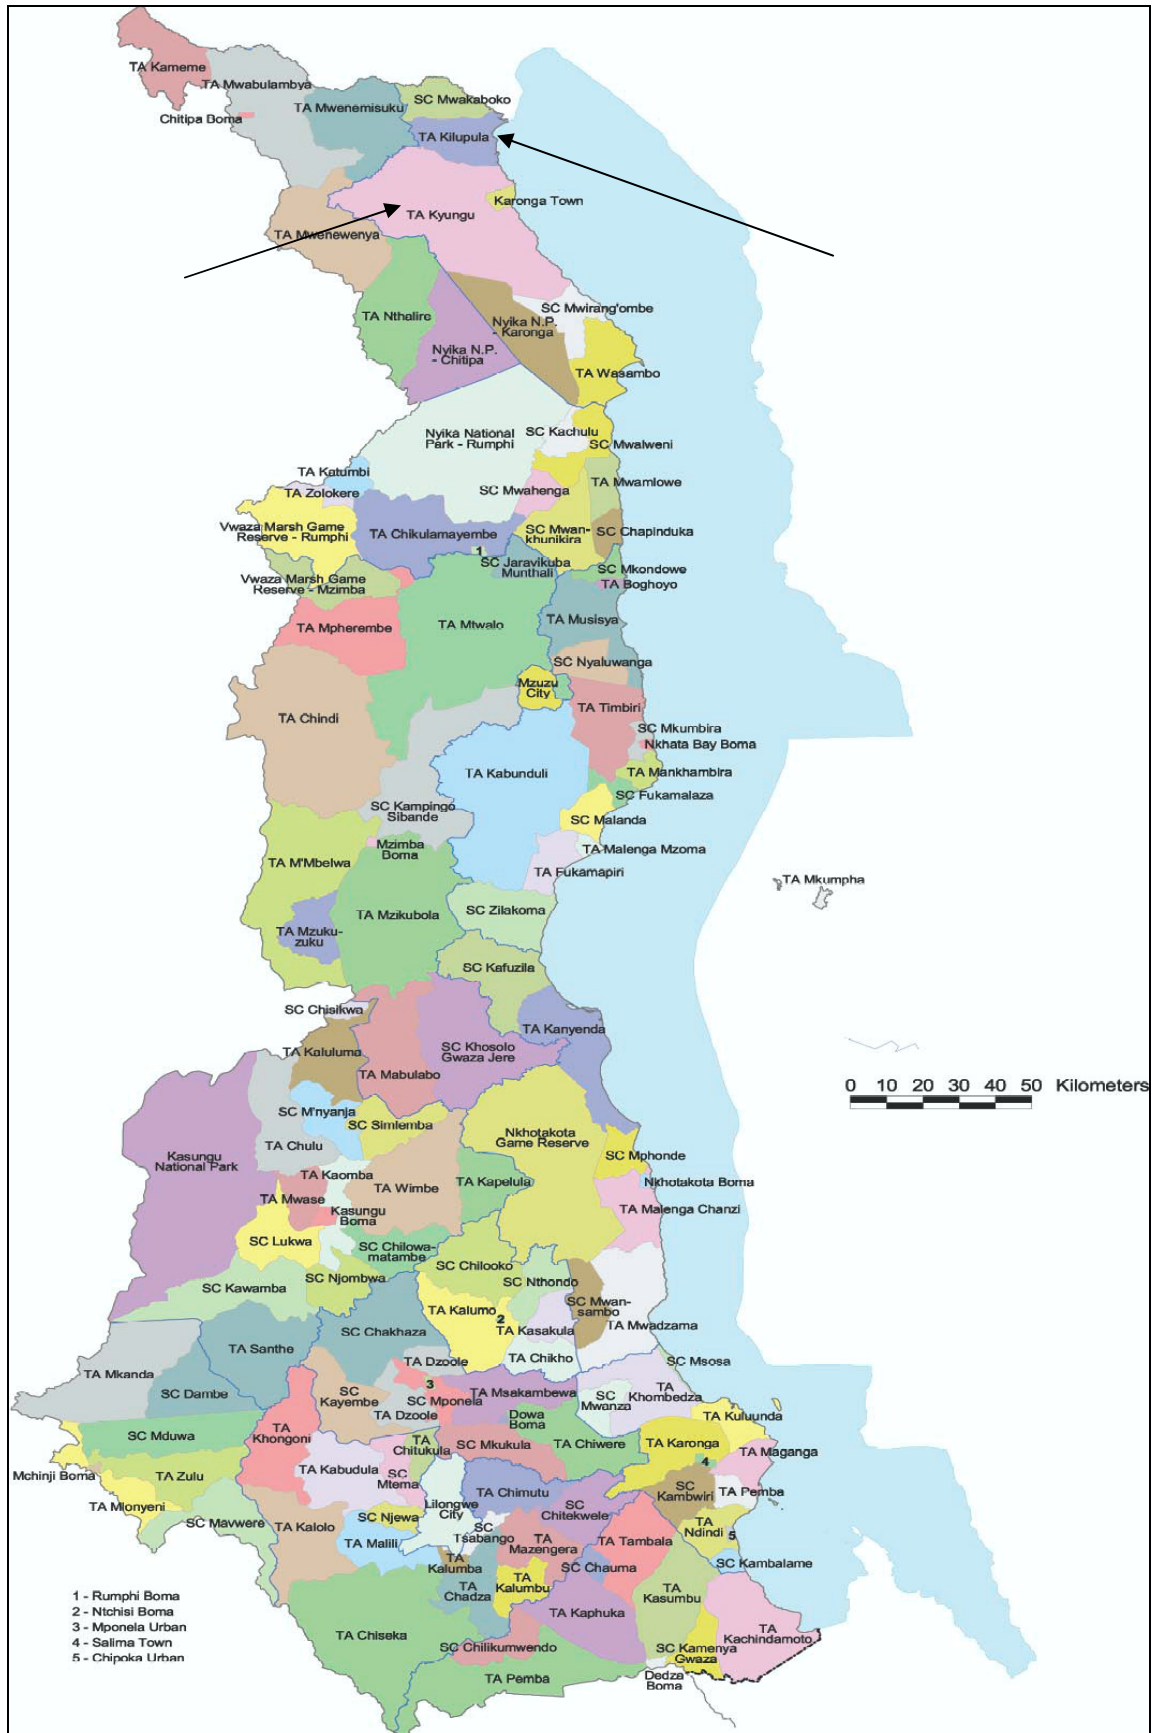 TA Kameme
TA Mwabulambya
SC Mwakaboko
TA Mwenemisuku
Chitipa Boma
TA Kilupula
Karonga Town
TA Kyungu
TA Mwenewenya
SC Mwirang'ombe
TA Nthalire
Nyika N.P.
- Karonga
Nyika N.P.
- Chitipa
TA Wasambo
Nyika National
Park - Rumphi
SC Kachulu
SC Mwalweni
TA Katumbi
TA Zolokere
SC Mwahenga
TA Mwamlowe
Vwaza Marsh Game
Reserve - Rumphi
TA Chikulamayembe
SC Mwan-
khunikira
SC Chapinduka
1
SC Jaravikuba
Munthali
SC Mkondowe
Vwaza Marsh Game
Reserve - Mzimba
TA Boghoyo
TA Mpherembe
TA Mtwalo
TA Musisya
SC Nyaluwanga
Mzuzu
City
TA Timbiri
TA Chindi
SC Mkumbira
Nkhata Bay Boma
TA Kabunduli
TA Mankhambira
SC Fukamalaza
SC Kampingo
Sibande
SC Malanda
Mzimba
Boma
TA Malenga Mzoma
TA M'Mbelwa
TA Fukamapiri
TA Mkumpha
SC Zilakoma
TA Mzikubola
TA Mzuku-
zuku
SC Kafuzila
SC Chisikwa
TA Kanyenda
TA Kaluluma
SC Khosolo
Gwaza Jere
TA Mabulabo
0 10 20 30 40 50 Kilometers
SC M'nyanja
SC Simlemba
Nkhotakota
Game Reserve
TA Chulu
Kasungu
National Park
SC Mphonde
TA Kaomba
TA Wimbe
TA Kapelula
Nkhotakota Boma
TA Mwase
Kasungu
Boma
TA Malenga Chanzi
SC Lukwa
SC Chilowa-
matambe
SC Chilooko
SC Njombwa
SC Nthondo
SC Kawamba
TA Kalumo
2
SC Mwan-
sambo
TA Kasakula
TA Mwadzama
SC Chakhaza
TA Santhe
TA Chikho
TA Dzoole
SC Msosa
TA Mkanda
3
SC Dambe
SC
Kayembe
SC Mponela
TA Msakambewa
SC
Mwanza
TA
Khombedza
TA Dzoole
Dowa
Boma
TA Kuluunda
TA
Khongoni
SC Mduwa
TA
Chitukula
SC Mkukula
TA Chiwere
TA Karonga
TA Maganga
4
Mchinji Boma
TA Zulu
TA Kabudula
SC
Mtema
TA Chimutu
SC
Kambwiri
TA Pemba
TA Mlonyeni
Lilongwe
City
SC
Chitekwele
SC Mavwere
TA Kalolo
SC Njewa
SC
Tsabango
TA
Ndindi
5
TA Malili
TA
Mazengera
TA
Tambala
TA
Kalumba
SC Chauma
SC Kambalame
TA
Chadza
TA
Kalumbu
TA
Kasumbu
1 - Rumphi Boma
2 - Ntchisi Boma
3 - Mponela Urban
4 - Salima Town
5 - Chipoka Urban
TA Kaphuka
TA Chiseka
TA
Kachindamoto
SC Chilikumwendo
SC Kamenya
Gwaza
TA Pemba
Dedza
Boma